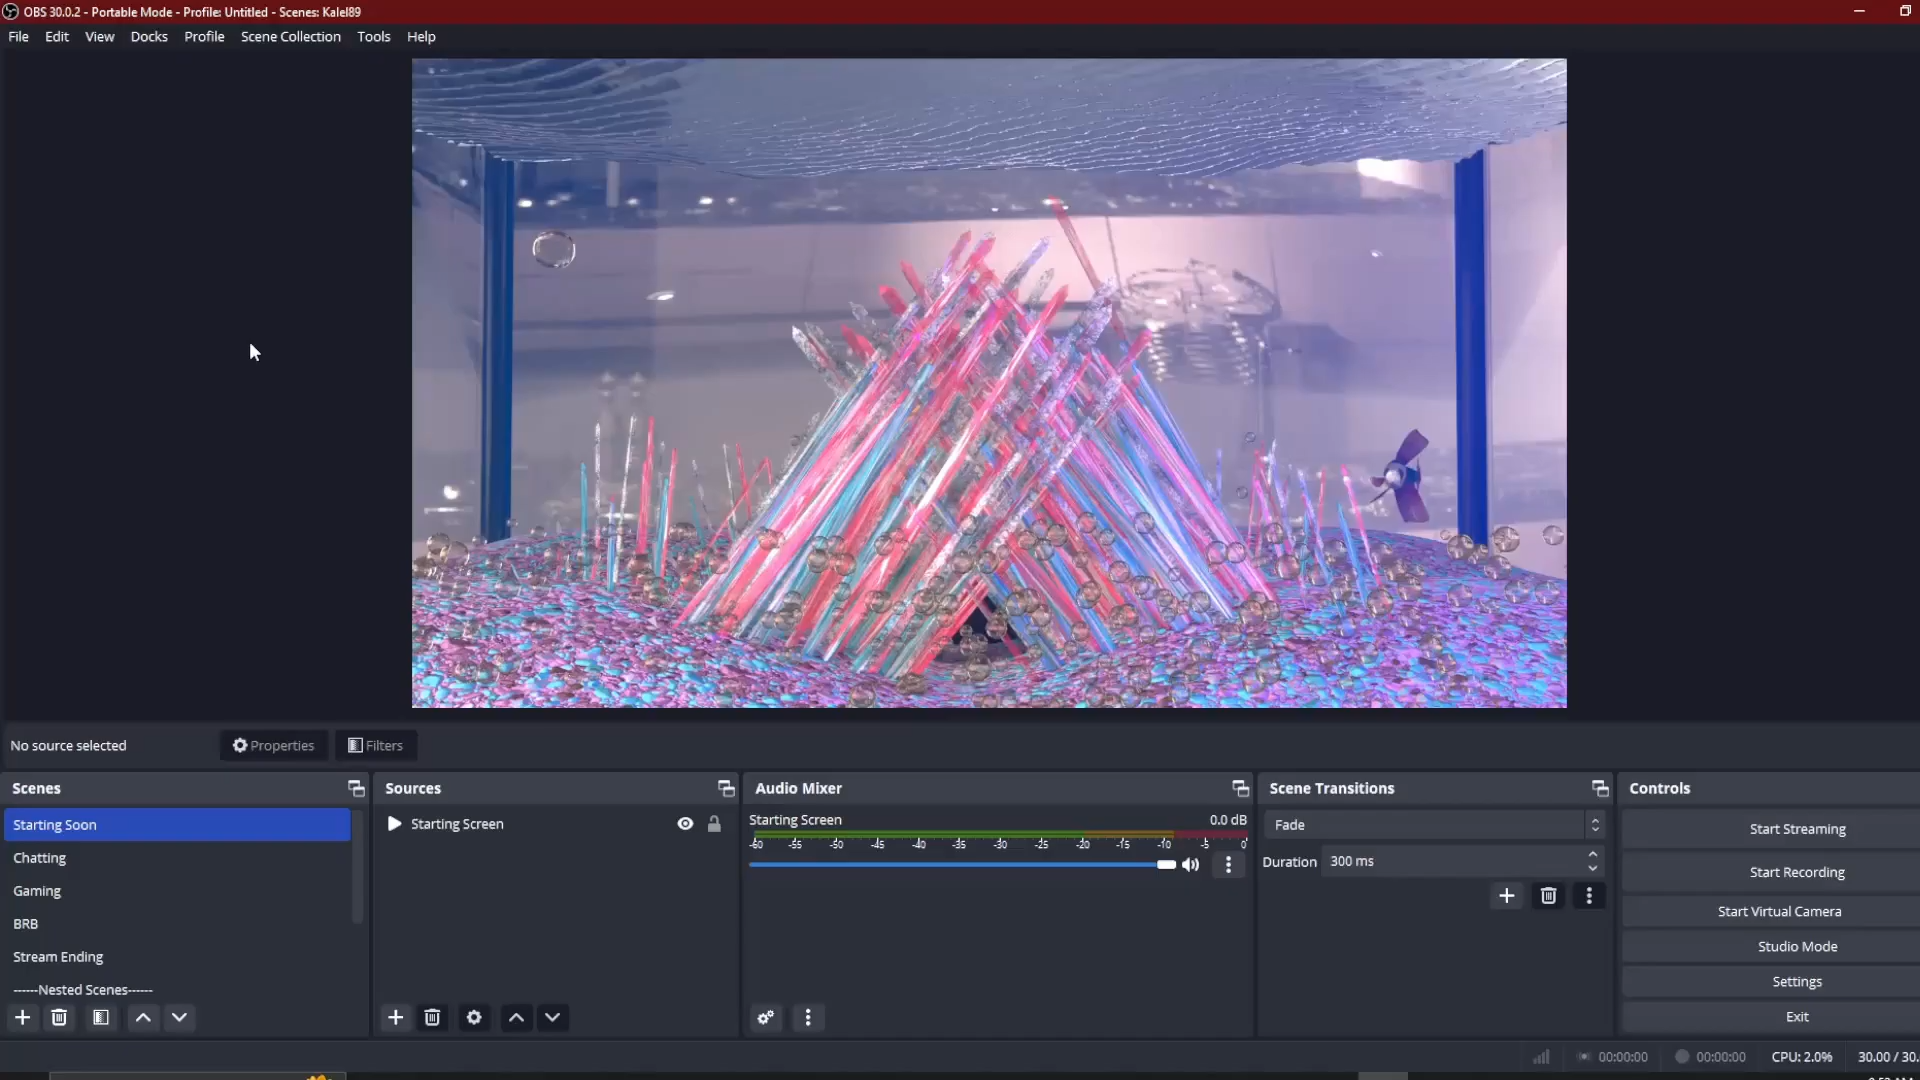 OBS 30.0.2 - Portable Mode - Profile: Untitled - Scenes: Kalel89
File Edit View Docks Profile Scene Collection Tools Help
No source selected Properties Filters
Scenes
Starting Soon
Chatting
Gaming
BRB
Stream Ending
------Nested Scenes------
Sources
Starting Screen
Audio Mixer
Starting Screen 0.0 dB
-60 -55 -50 -45 -40 -35 -30 -25 -20 -15 -10 -5 0
Scene Transitions
Fade
Duration 300 ms
Controls
Start Streaming
Start Recording
Start Virtual Camera
Studio Mode
Settings
Exit
00:00:00 00:00:00 CPU: 2.0% 30.00 / 30.